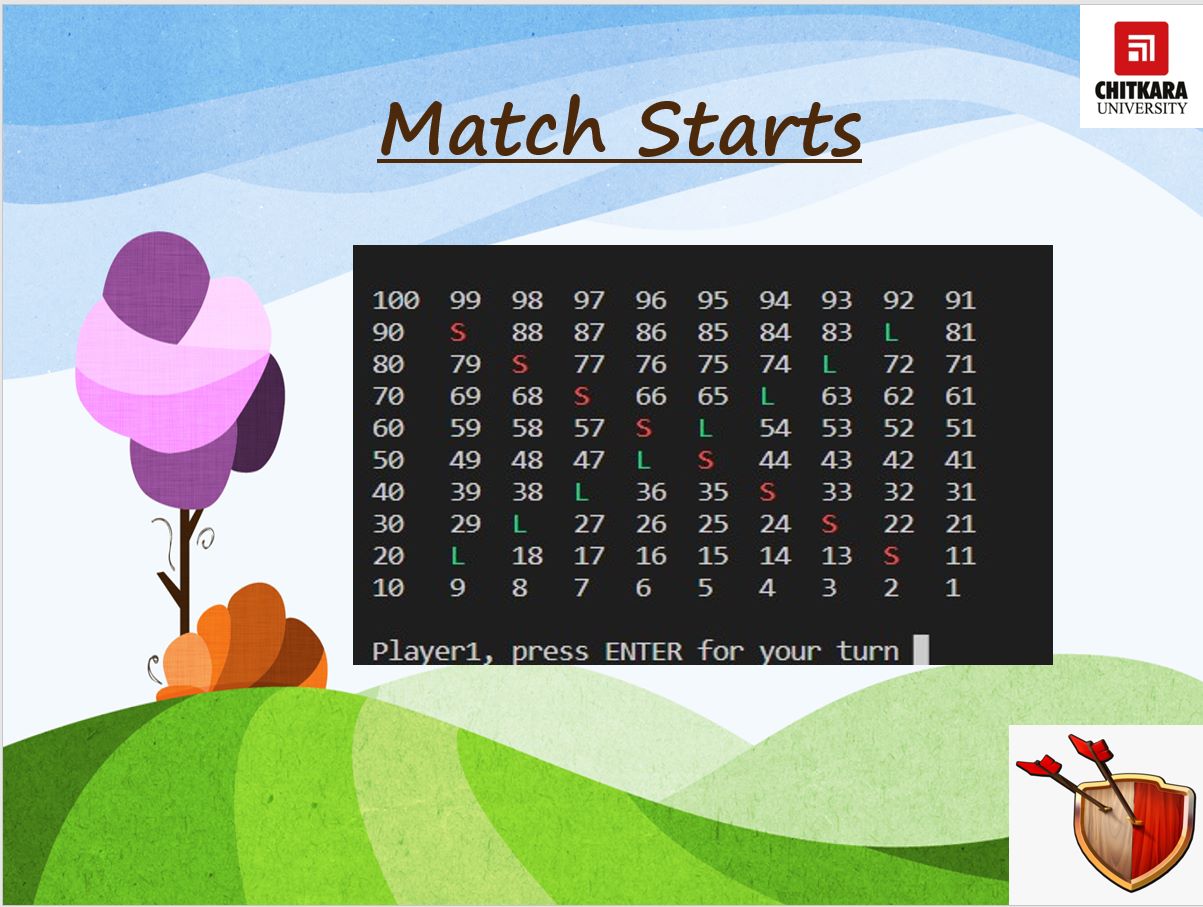 CHITKARA
UNIVERSITY
Match Starts
100 99 98 97 96 95 94 93 92 91
90 S 88 87 86 85 84 83 L 81
80 79 S 77 76 75 74 L 72 71
70 69 68 S 66 65 L 63 62 61
60 59 58 57 S L 54 53 52 51
50 49 48 47 L S 44 43 42 41
40 39 38 L 36 35 S 33 32 31
30 29 L 27 26 25 24 S 22 21
20 L 18 17 16 15 14 13 S 11
10 9 8 7 6 5 4 3 2 1
Player1, press ENTER for your turn